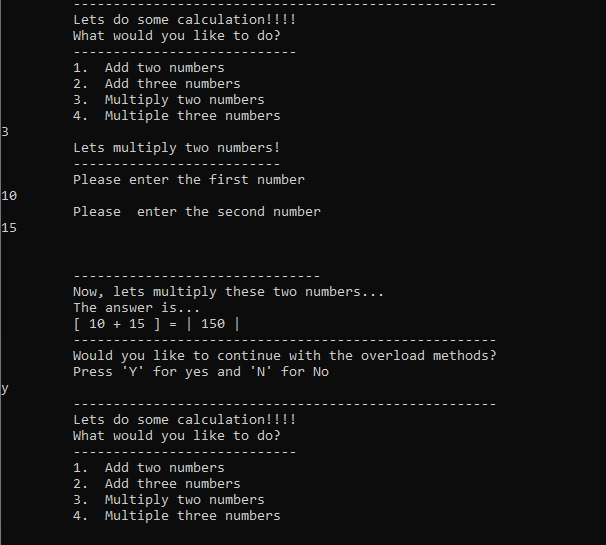 -----------------------------------------------------
Lets do some calculation!!!!
What would you like to do?
----------------------------
1.  Add two numbers
2.  Add three numbers
3.  Multiply two numbers
4.  Multiple three numbers
3
Lets multiply two numbers!
--------------------------
Please enter the first number
10
Please  enter the second number
15
-------------------------------
Now, lets multiply these two numbers...
The answer is...
[ 10 + 15 ] = | 150 |
-----------------------------------------------------
Would you like to continue with the overload methods?
Press 'Y' for yes and 'N' for No
y
-----------------------------------------------------
Lets do some calculation!!!!
What would you like to do?
----------------------------
1.  Add two numbers
2.  Add three numbers
3.  Multiply two numbers
4.  Multiple three numbers